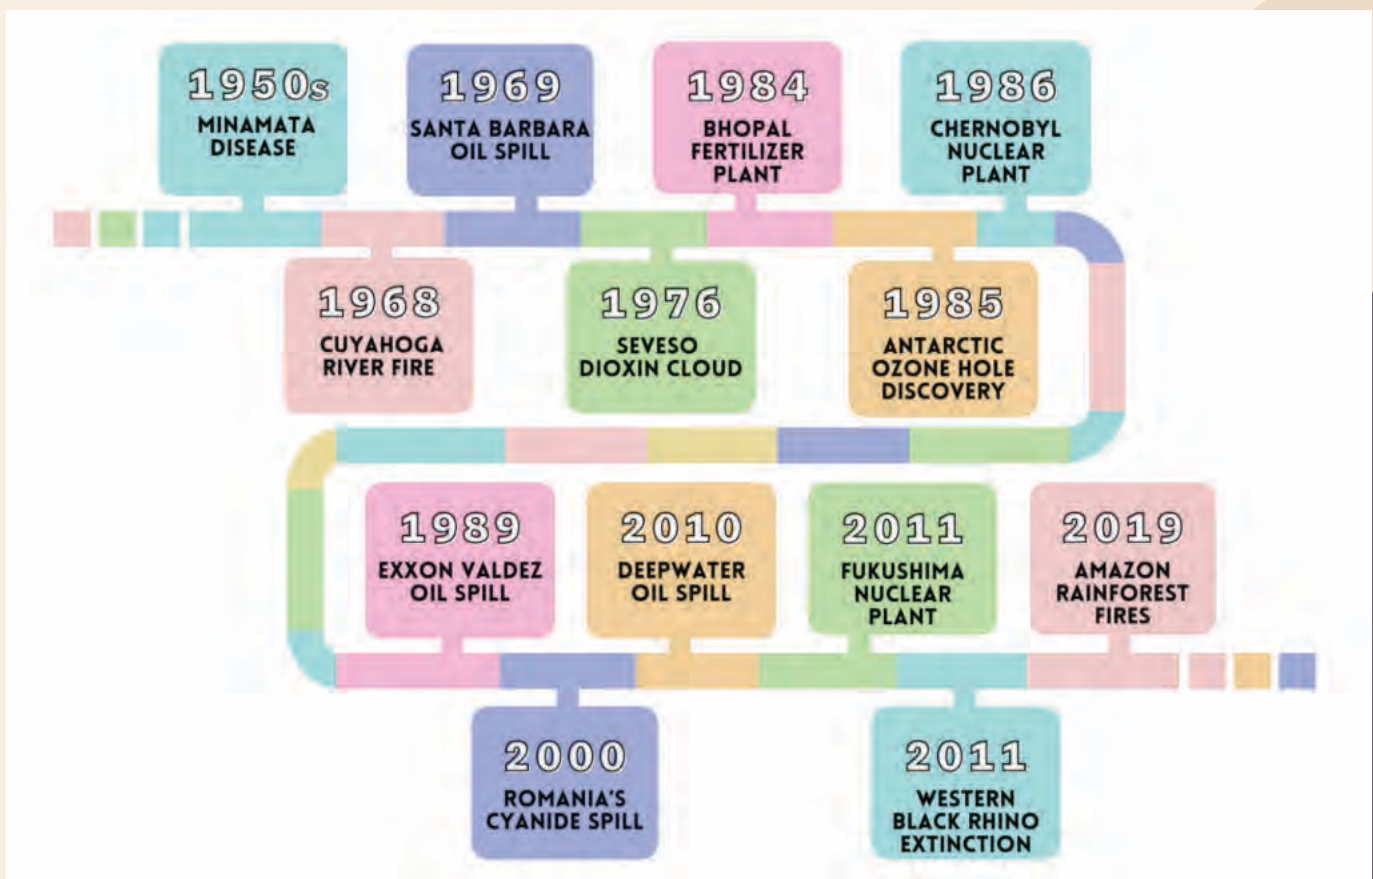 1950s
MINAMATA
DISEASE
1968
CUYAHOGA
RIVER FIRE
1969
SANTA BARBARA
OIL SPILL
1976
SEVESO
DIOXIN CLOUD
1984
BHOPAL
FERTILIZER
PLANT
1985
ANTARCTIC
OZONE HOLE
DISCOVERY
1986
CHERNOBYL
NUCLEAR
PLANT
1989
EXXON VALDEZ
OIL SPILL
2000
ROMANIA'S
CYANIDE SPILL
2010
DEEPWATER
OIL SPILL
2011
FUKUSHIMA
NUCLEAR
PLANT
2011
WESTERN
BLACK RHINO
EXTINCTION
2019
AMAZON
RAINFOREST
FIRES